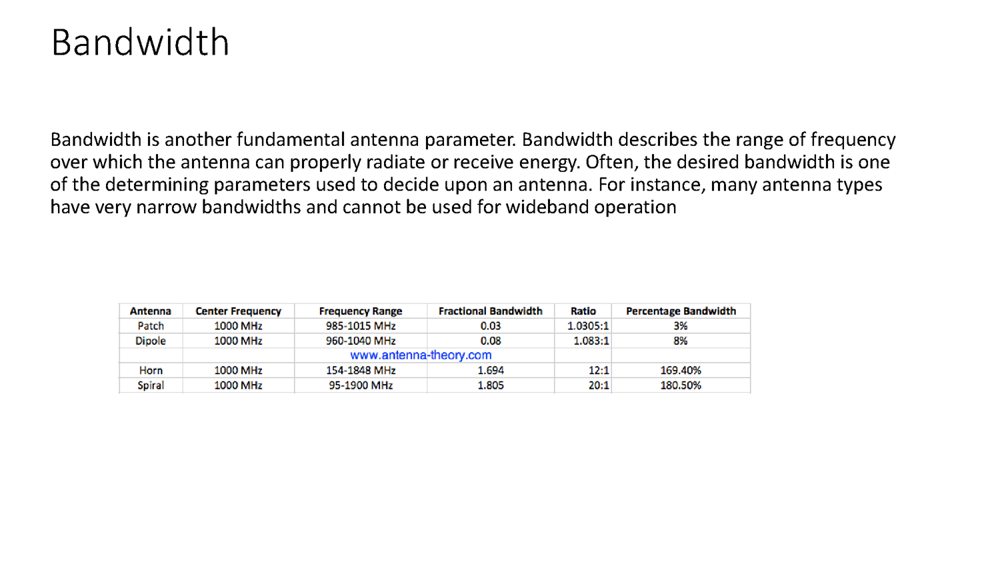 Bandwidth
Bandwidth is another fundamental antenna parameter. Bandwidth describes the range of frequency
over which the antenna can properly radiate or receive energy. Often, the desired bandwidth is one
of the determining parameters used to decide upon an antenna. For instance, many antenna types
have very narrow bandwidths and cannot be used for wideband operation
Antenna Center Frequency Frequency Range Fractional Bandwidth Ratio Percentage Bandwidth
Patch 1000 MHz 985-1015 MHz 0.03 1.0305:1 3%
Dipole 1000 MHz 960-1040 MHz 0.08 1.083:1 8%
www.antenna-theory.com
Horn 1000 MHz 154-1848 MHz 1.694 12:1 169.40%
Spiral 1000 MHz 95-1900 MHz 1.805 20:1 180.50%